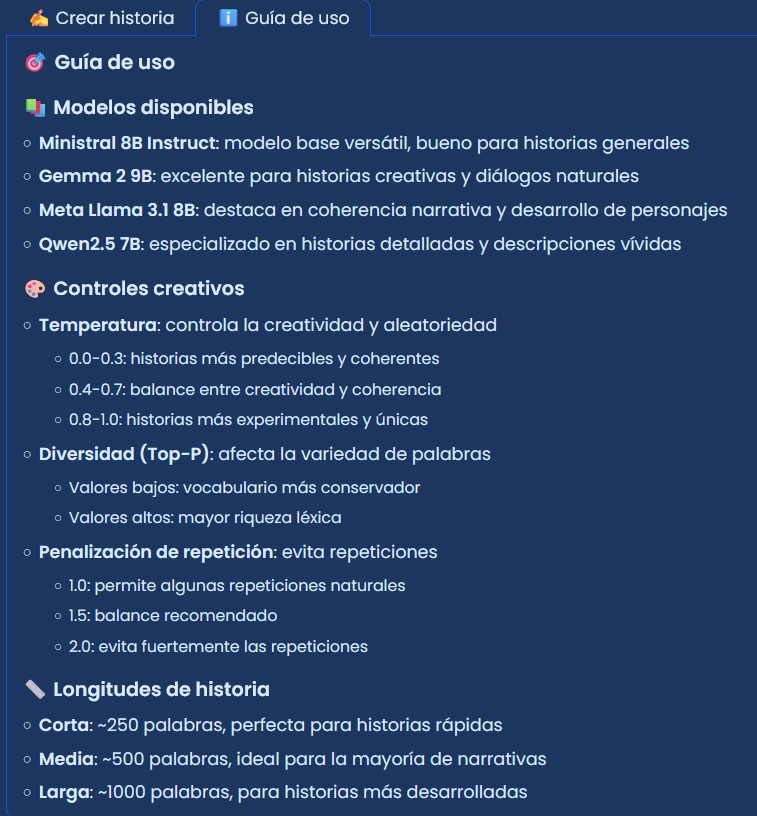 Crear historia
Guía de uso
Guía de uso
Modelos disponibles
Ministral 8B Instruct: modelo base versátil, bueno para historias generales
Gemma 2 9B: excelente para historias creativas y diálogos naturales
Meta Llama 3.1 8B: destaca en coherencia narrativa y desarrollo de personajes
Qwen2.5 7B: especializado en historias detalladas y descripciones vívidas
Controles creativos
Temperatura: controla la creatividad y aleatoriedad
0.0-0.3: historias más predecibles y coherentes
0.4-0.7: balance entre creatividad y coherencia
0.8-1.0: historias más experimentales y únicas
Diversidad (Top-P): afecta la variedad de palabras
Valores bajos: vocabulario más conservador
Valores altos: mayor riqueza léxica
Penalización de repetición: evita repeticiones
1.0: permite algunas repeticiones naturales
1.5: balance recomendado
2.0: evita fuertemente las repeticiones
Longitudes de historia
Corta: ~250 palabras, perfecta para historias rápidas
Media: ~500 palabras, ideal para la mayoría de narrativas
Larga: ~1000 palabras, para historias más desarrolladas